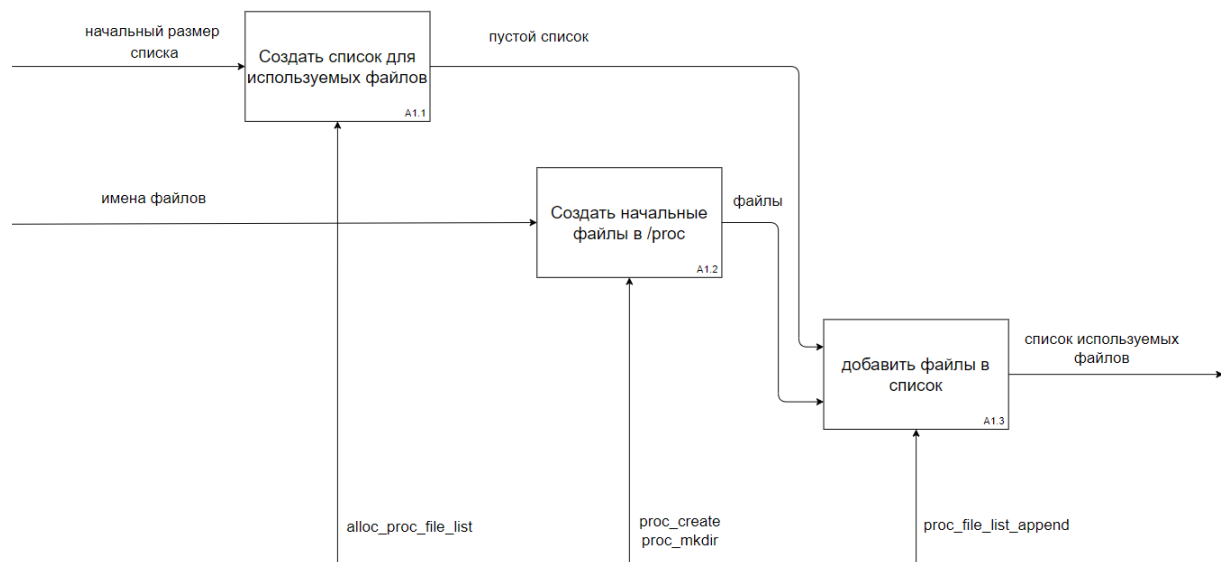 начальный размер
списка
Создать список для
используемых файлов
A1.1
пустой список
имена файлов
Создать начальные
файлы в /proc
A1.2
файлы
добавить файлы в
список
A1.3
список используемых
файлов
alloc_proc_file_list
proc_create
proc_mkdir
proc_file_list_append